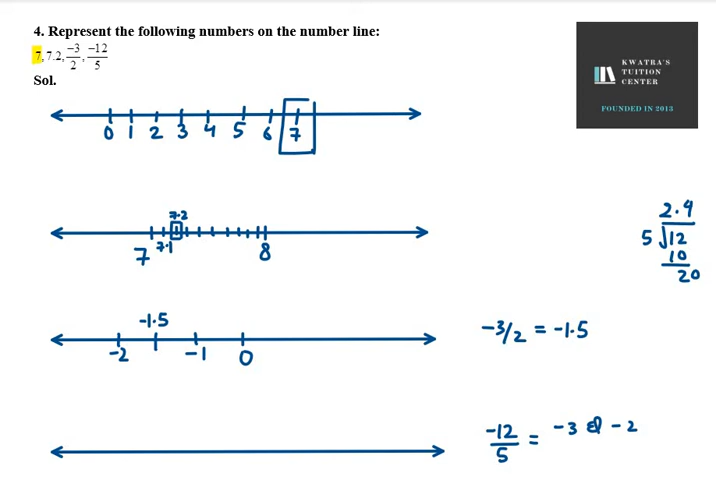 4. Represent the following numbers on the number line:
7, 7.2, -3/2, -12/5
Sol.
KWATRA'S
TUITION
CENTER
FOUNDED IN 2013
0 1 2 3 4 5 6 7
7.2
7 7.1 8
-1.5
-2 -1 0
-3/2 = -1.5
2.4
5 √12
10
20
-12/5 = -3 & -2